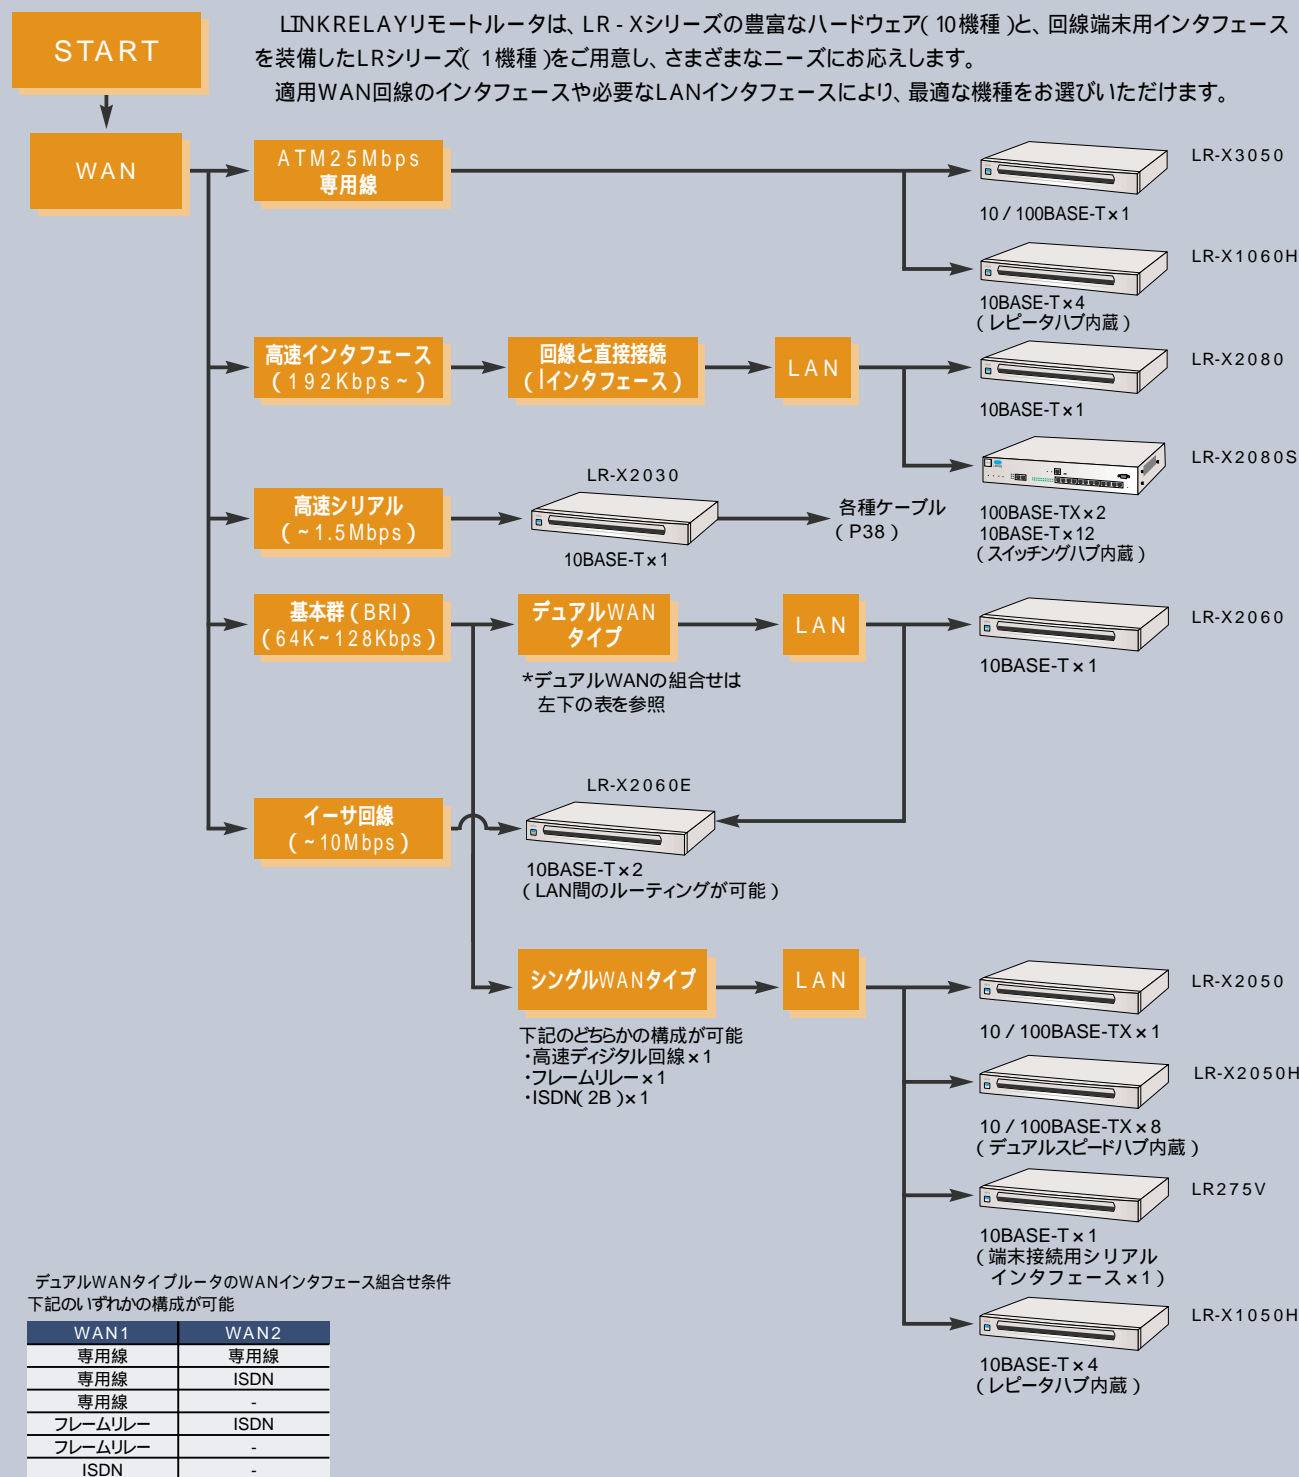 START
LINKRELAYリモートルータは、LR-Xシリーズの豊富なハードウェア(10機種)と、回線端末用インタフェース
を装備したLRシリーズ(1機種)をご用意し、さまざまなニーズにお応えします。
適用WAN回線のインタフェースや必要なLANインタフェースにより、最適な機種をお選びいただけます。
WAN
ATM25Mbps
専用線
LR-X3050
10/100BASE-T×1
LR-X1060H
10BASE-T×4
(レピータハブ内蔵)
高速インタフェース
(192Kbps~)
回線と直接接続
(Iインタフェース)
LAN
LR-X2080
10BASE-T×1
LR-X2080S
100BASE-TX×2
10BASE-T×12
(スイッチングハブ内蔵)
高速シリアル
(~1.5Mbps)
LR-X2030
10BASE-T×1
各種ケーブル
(P38)
基本群(BRI)
(64K~128Kbps)
デュアルWAN
タイプ
*デュアルWANの組合せは
左下の表を参照
LAN
LR-X2060
10BASE-T×1
イーサ回線
(~10Mbps)
LR-X2060E
10BASE-T×2
(LAN間のルーティングが可能)
シングルWANタイプ
下記のどちらかの構成が可能
・高速ディジタル回線×1
・フレームリレー×1
・ISDN(2B)×1
LAN
LR-X2050
10/100BASE-TX×1
LR-X2050H
10/100BASE-TX×8
(デュアルスピードハブ内蔵)
LR275V
10BASE-T×1
(端末接続用シリアル
インタフェース×1)
LR-X1050H
10BASE-T×4
(レピータハブ内蔵)
デュアルWANタイプルータのWANインタフェース組合せ条件
下記のいずれかの構成が可能
WAN1 WAN2
専用線 専用線
専用線 ISDN
専用線 -
フレームリレー ISDN
フレームリレー -
ISDN -